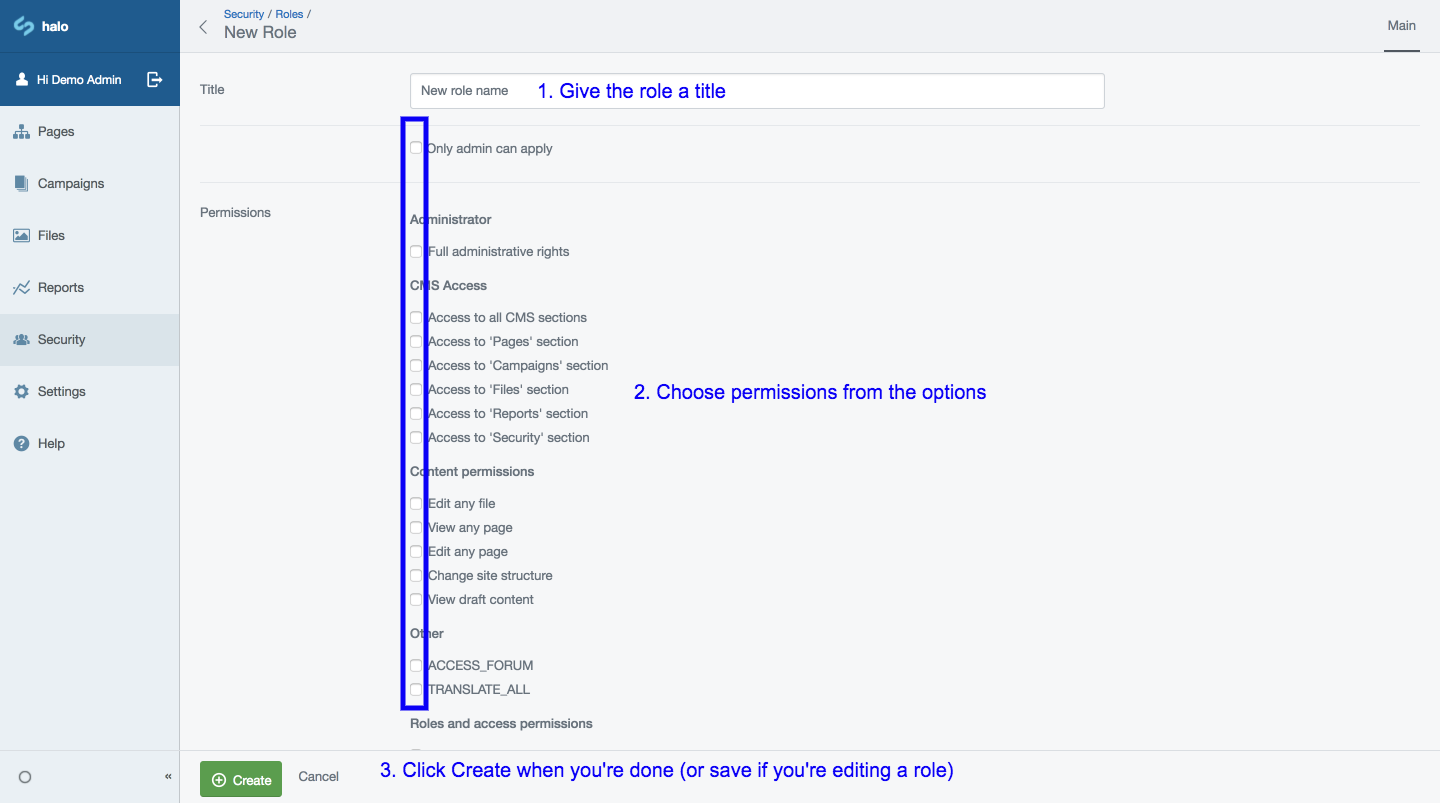 halo
Hi Demo Admin
Pages
Campaigns
Files
Reports
Security
Settings
Help
«
Security / Roles /
New Role
Main
Title
New role name
1. Give the role a title
Only admin can apply
Permissions
Administrator
Full administrative rights
CMS Access
Access to all CMS sections
Access to 'Pages' section
Access to 'Campaigns' section
Access to 'Files' section
Access to 'Reports' section
Access to 'Security' section
2. Choose permissions from the options
Content permissions
Edit any file
View any page
Edit any page
Change site structure
View draft content
Other
ACCESS_FORUM
TRANSLATE_ALL
Roles and access permissions
Create
Cancel
3. Click Create when you're done (or save if you're editing a role)